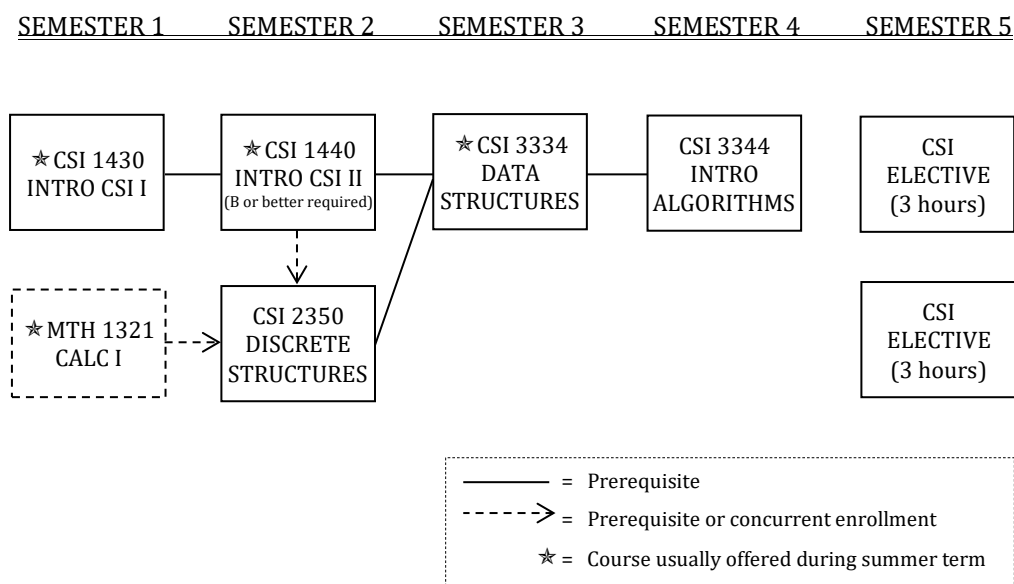 SEMESTER 1 SEMESTER 2 SEMESTER 3 SEMESTER 4 SEMESTER 5
✯CSI 1430
INTRO CSI I
✯CSI 1440
INTRO CSI II
(B or better required)
✯CSI 3334
DATA
STRUCTURES
CSI 3344
INTRO
ALGORITHMS
CSI
ELECTIVE
(3 hours)
✯MTH 1321
CALC I
CSI 2350
DISCRETE
STRUCTURES
CSI
ELECTIVE
(3 hours)
= Prerequisite
= Prerequisite or concurrent enrollment
✯ = Course usually offered during summer term